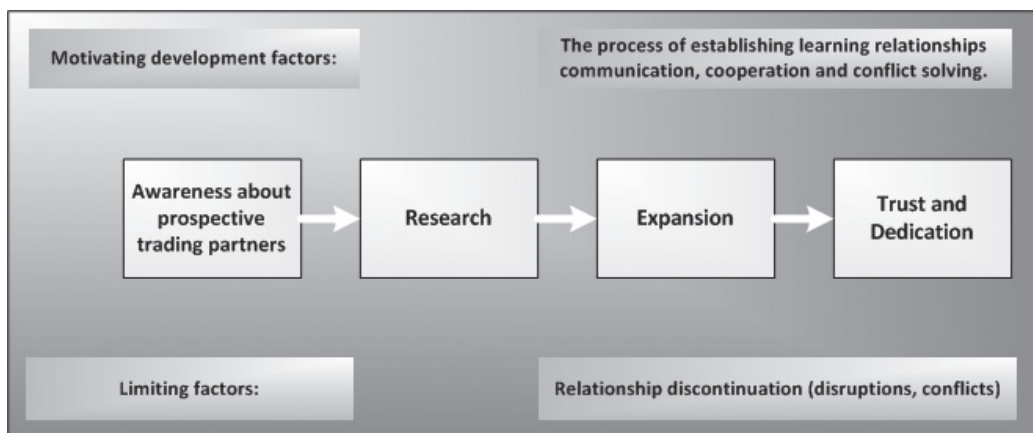 Motivating development factors:
The process of establishing learning relationships
communication, cooperation and conflict solving.
Awareness about
prospective
trading partners
Research
Expansion
Trust and
Dedication
Limiting factors:
Relationship discontinuation (disruptions, conflicts)